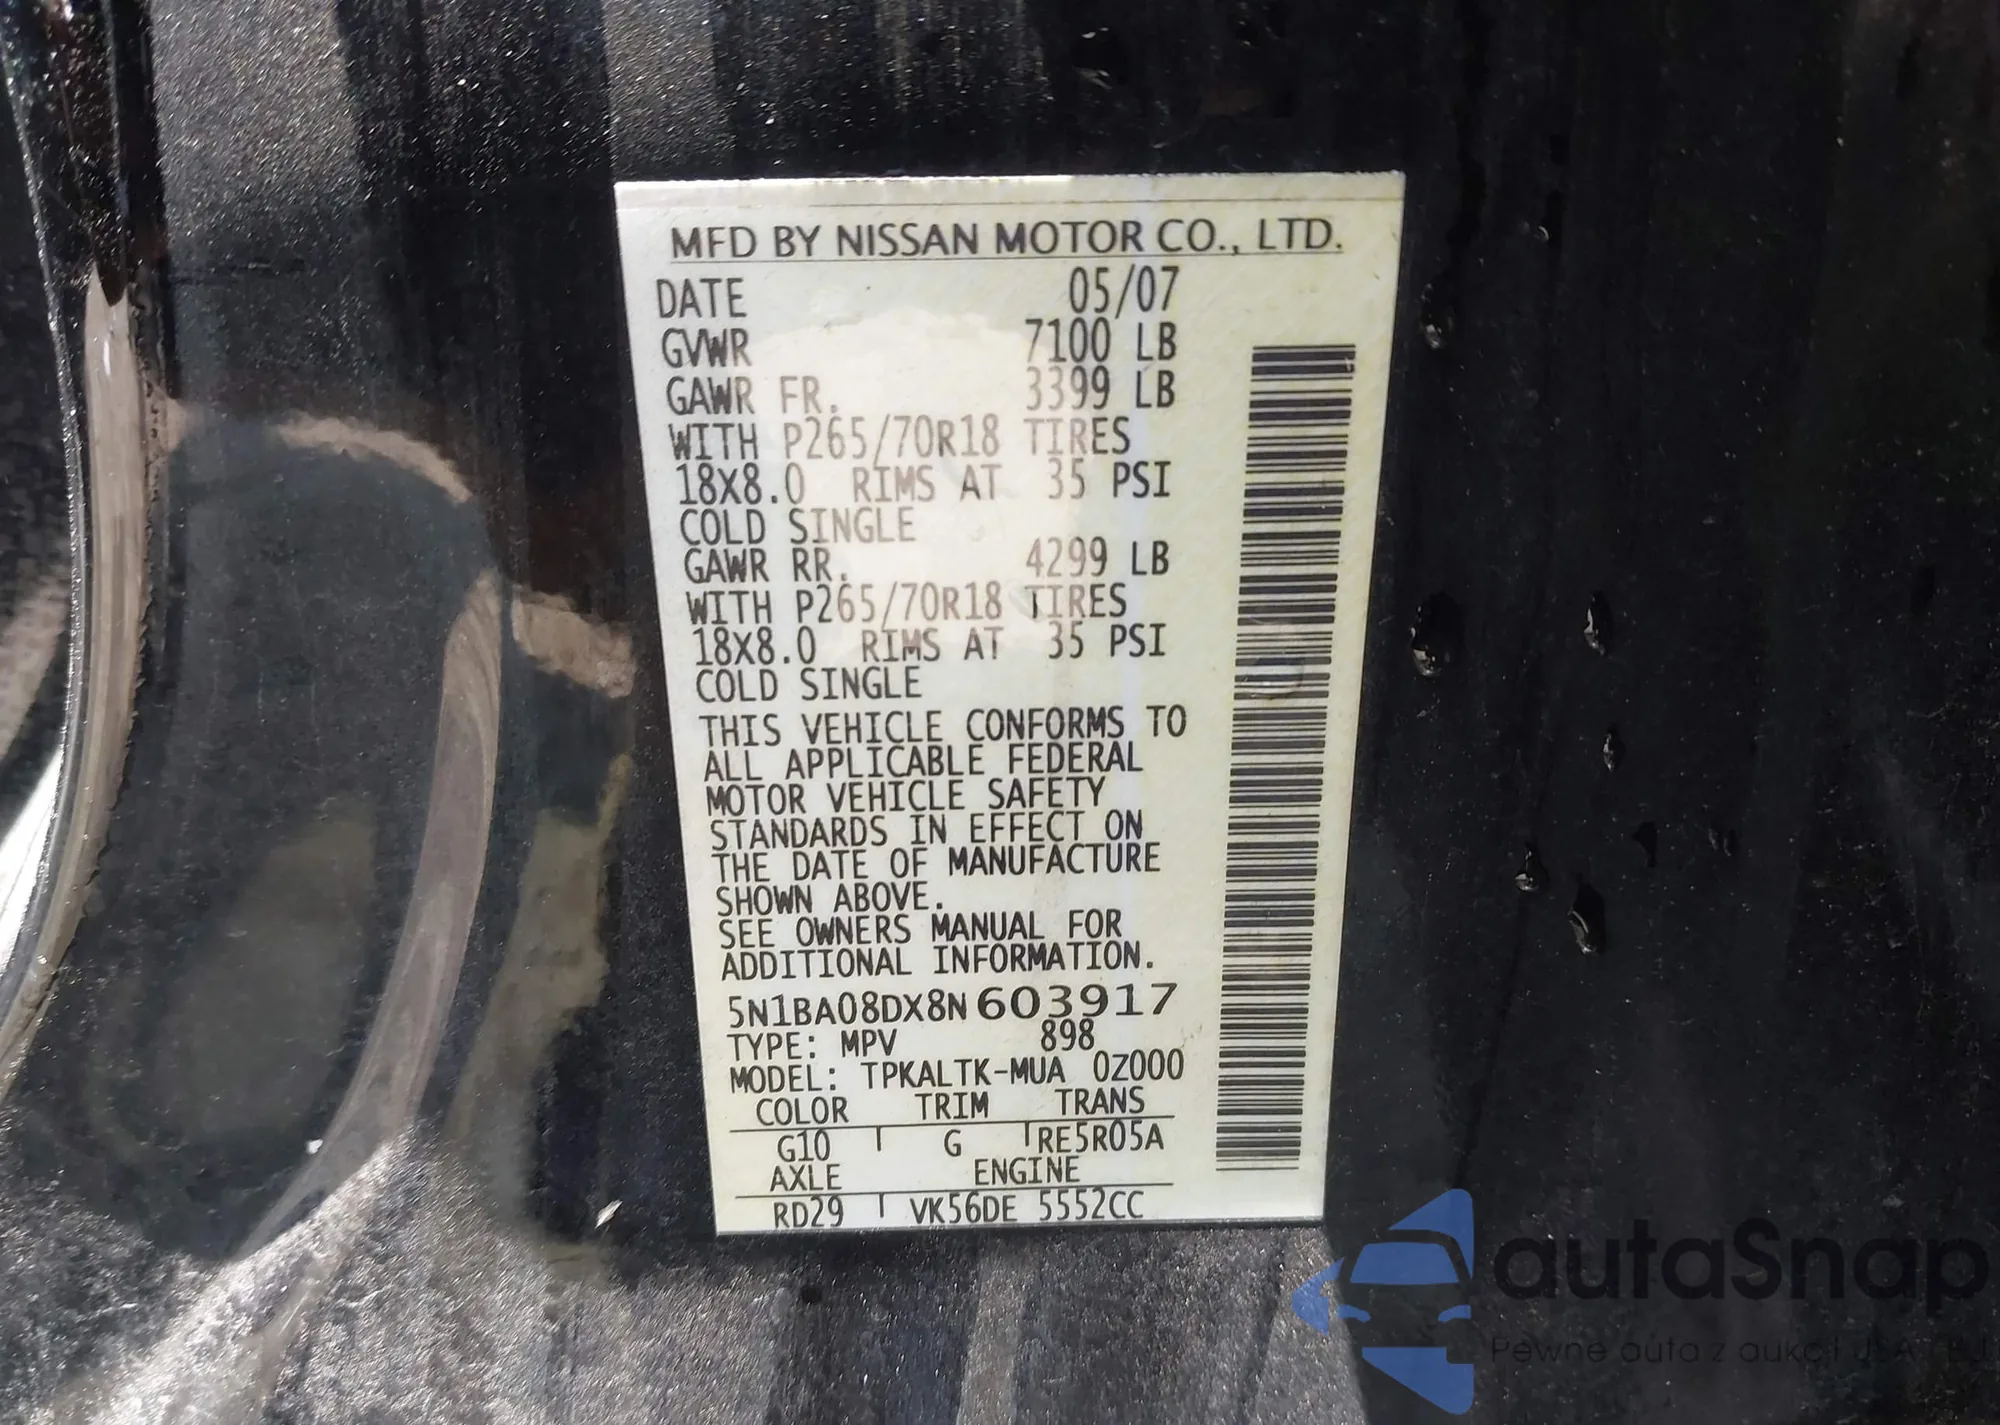 MFD BY NISSAN MOTOR CO., LTD.
DATE 05/07
GVWR 7100 LB
GAWR FR. 3399 LB
WITH P265/70R18 TIRES
18X8.0 RIMS AT 35 PSI
COLD SINGLE
GAWR RR. 4299 LB
WITH P265/70R18 TIRES
18X8.0 RIMS AT 35 PSI
COLD SINGLE
THIS VEHICLE CONFORMS TO
ALL APPLICABLE FEDERAL
MOTOR VEHICLE SAFETY
STANDARDS IN EFFECT ON
THE DATE OF MANUFACTURE
SHOWN ABOVE.
SEE OWNERS MANUAL FOR
ADDITIONAL INFORMATION.
5N1BA08DX8N603917
TYPE: MPV 898
MODEL: TPKALTK-MUA 0Z000
COLOR TRIM TRANS
G10 G RE5R05A
AXLE ENGINE
RD29 VK56DE 5552CC
autaSnap
Pewne auta z aukcji